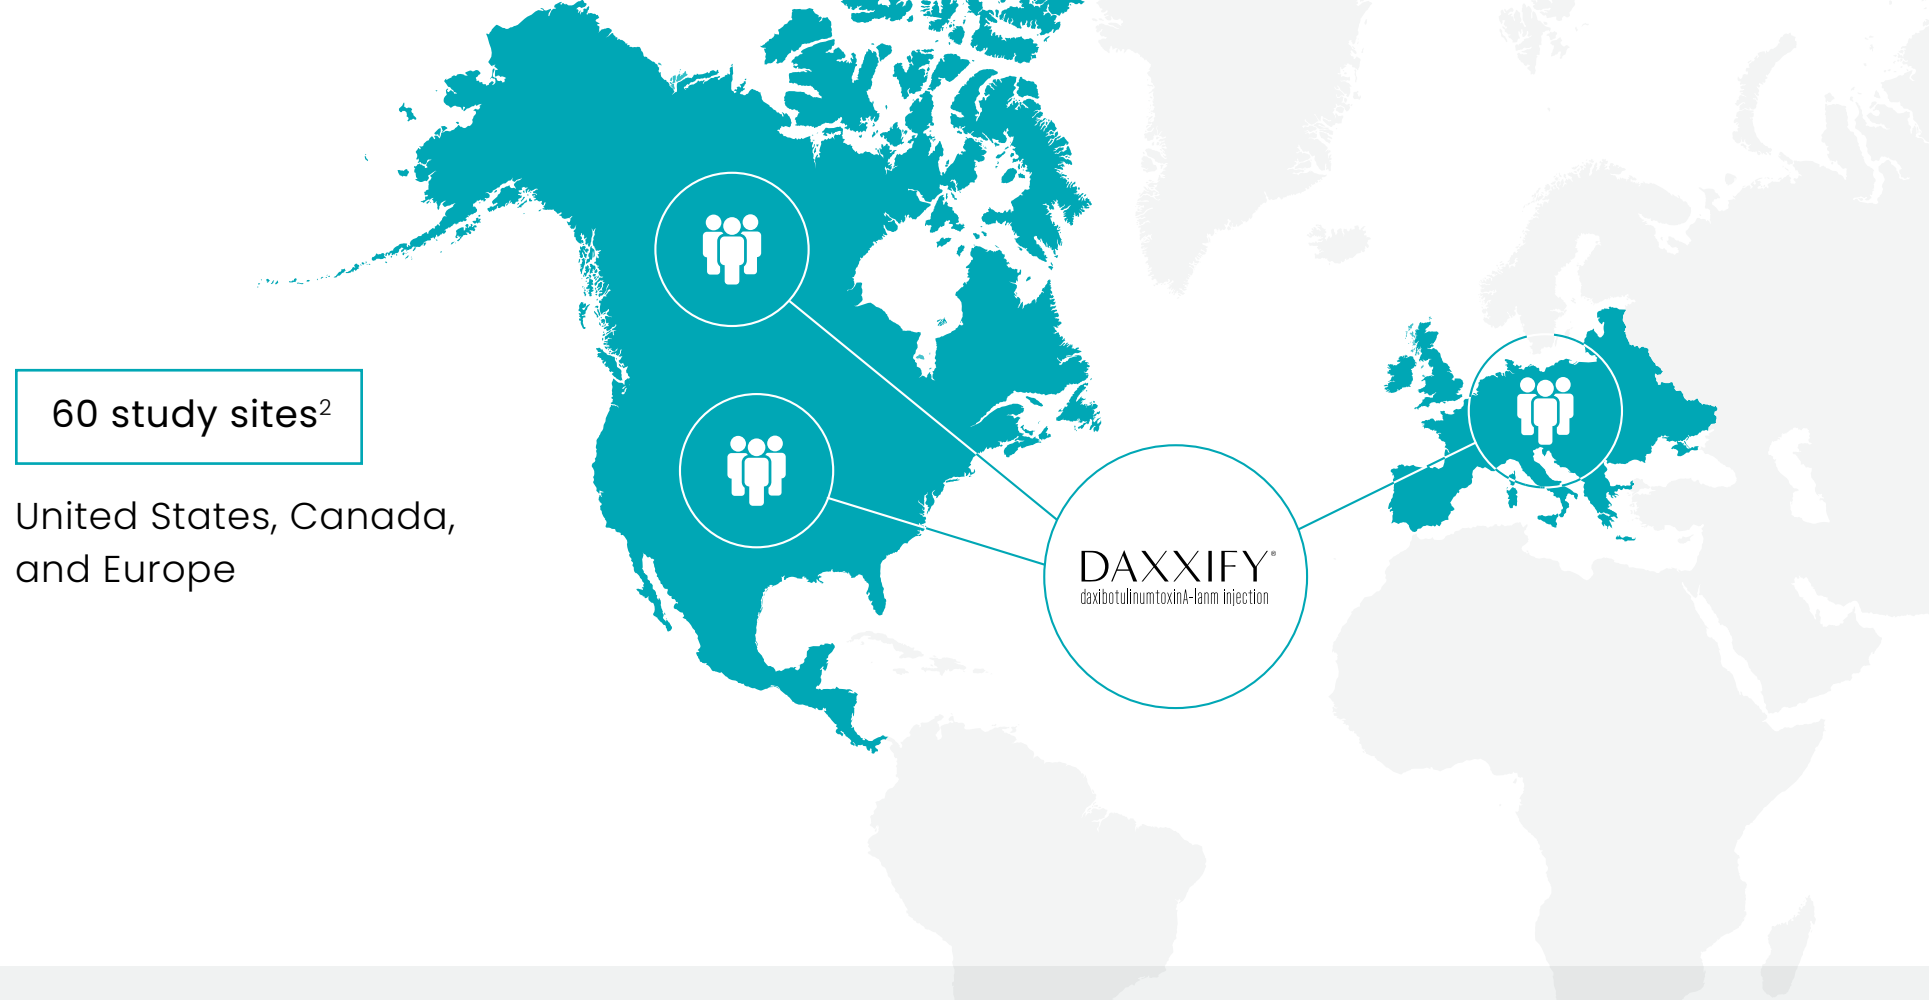 60 study sites²
United States, Canada,
and Europe
DAXXIFY®
daxibotulinumtoxinA-lanm injection